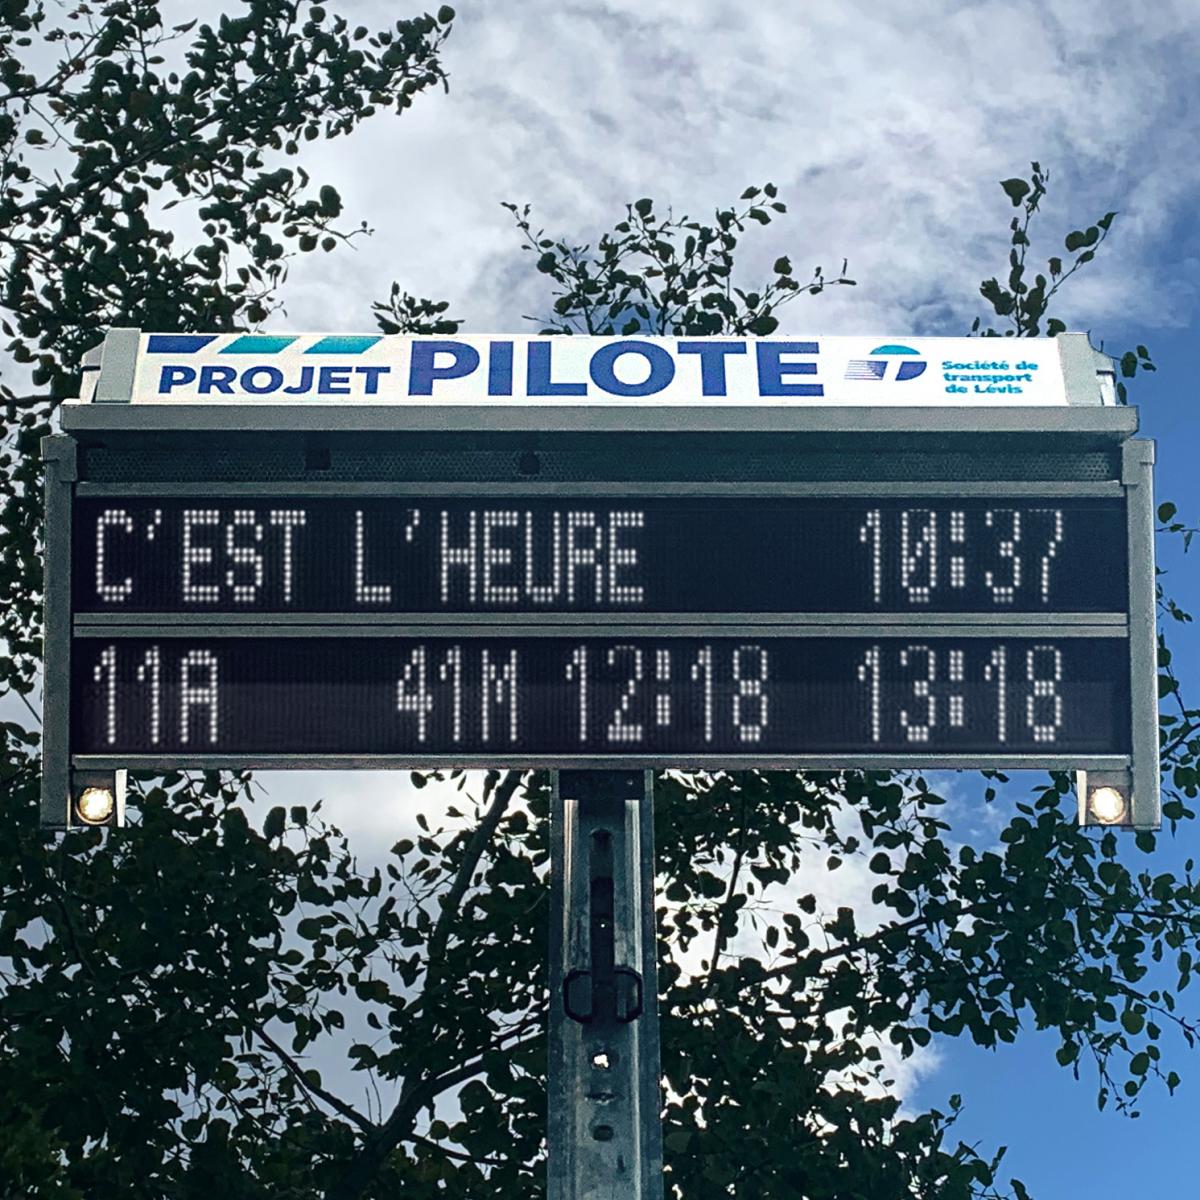 PROJET PILOTE
Société de
transport
de Lévis
C'EST L'HEURE 10:37
11A 41M 12:18 13:18